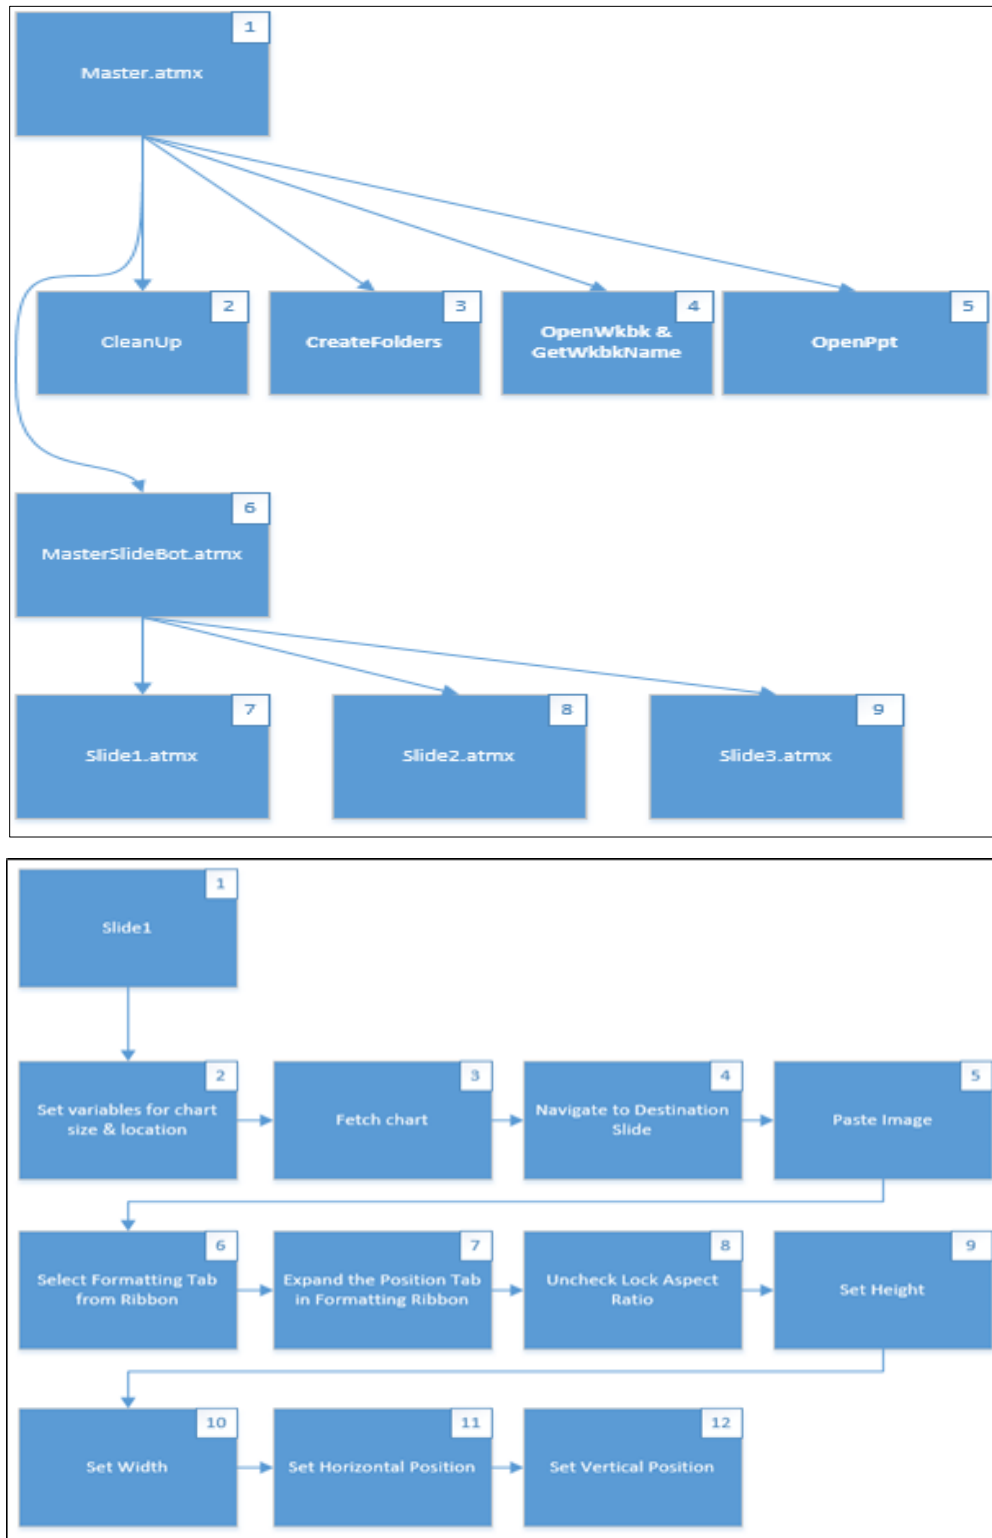 1
Master.atmx
2
CleanUp
3
CreateFolders
4
OpenWkbk &
GetWkbkName
5
OpenPpt
6
MasterSlideBot.atmx
7
Slide1.atmx
8
Slide2.atmx
9
Slide3.atmx
1
Slide1
2
Set variables for chart
size & location
3
Fetch chart
4
Navigate to Destination
Slide
5
Paste Image
6
Select Formatting Tab
from Ribbon
7
Expand the Position Tab
in Formatting Ribbon
8
Uncheck Lock Aspect
Ratio
9
Set Height
10
Set Width
11
Set Horizontal Position
12
Set Vertical Position